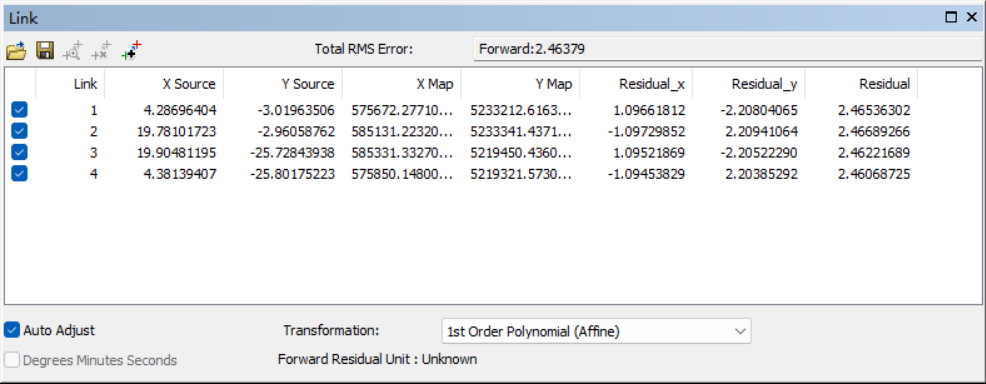 Link
Total RMS Error: Forward:2.46379
Link X Source Y Source X Map Y Map Residual_x Residual_y Residual
1 4.28696404 -3.01963506 575672.27710... 5233212.6163... 1.09661812 -2.20804065 2.46536302
2 19.78101723 -2.96058762 585131.22320... 5233341.4371... -1.09729852 2.20941064 2.46689266
3 19.90481195 -25.72843938 585331.33270... 5219450.4360... 1.09521869 -2.20522290 2.46221689
4 4.38139407 -25.80175223 575850.14800... 5219321.5730... -1.09453829 2.20385292 2.46068725
Auto Adjust Transformation: 1st Order Polynomial (Affine)
Degrees Minutes Seconds Forward Residual Unit : Unknown